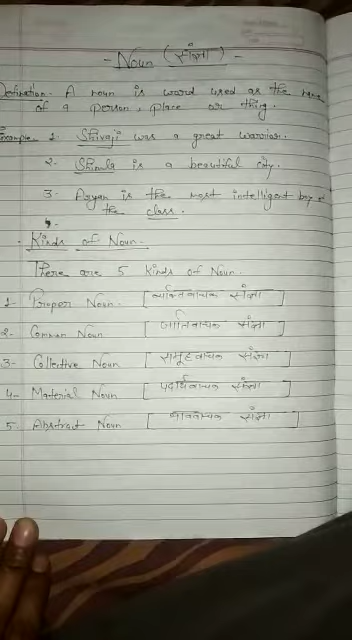 - Noun (संज्ञा) -
Definition - A noun is word used as the name
of a person, place or thing.
Example 1- Shivaji was a great warrior.
2- Shimla is a beautiful city.
3- Aryan is the most intelligent boy of
the class.
4-
Kinds of Noun -
There are 5 kinds of Noun.
1- Proper Noun - [व्यक्तिवाचक संज्ञा]
2- Common Noun [जातिवाचक संज्ञा]
3- Collective Noun [समूहवाचक संज्ञा]
4- Material Noun [पदार्थवाचक संज्ञा]
5. Abstract Noun [भाववाचक संज्ञा]